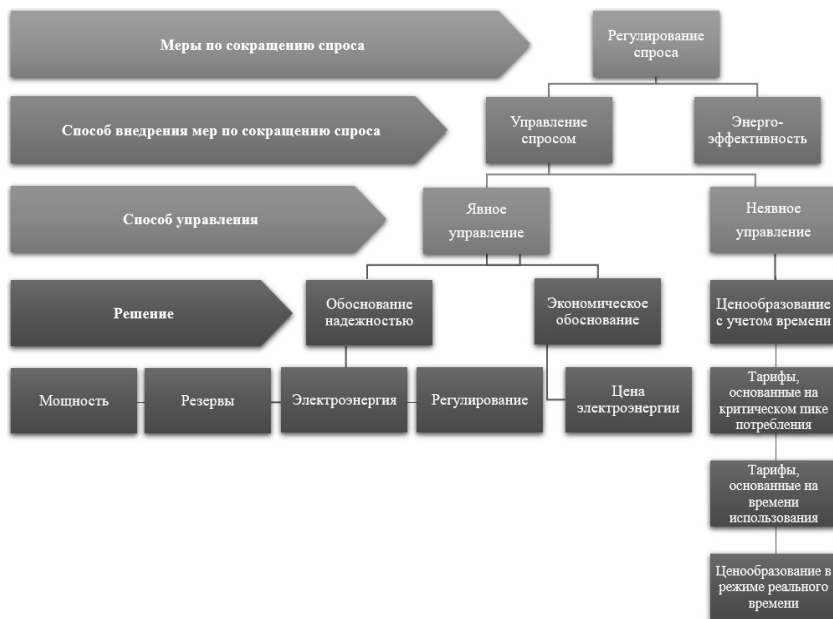 Меры по сокращению спроса
Регулирование
спроса
Способ внедрения мер по сокращению спроса
Управление
спросом
Энерго-
эффективность
Способ управления
Явное
управление
Неявное
управление
Решение
Обоснование
надежностью
Экономическое
обоснование
Ценообразование
с учетом времени
Мощность
Резервы
Электроэнергия
Регулирование
Цена
электроэнергии
Тарифы,
основанные на
критическом пике
потребления
Тарифы,
основанные на
времени
использования
Ценообразование в
режиме реального
времени